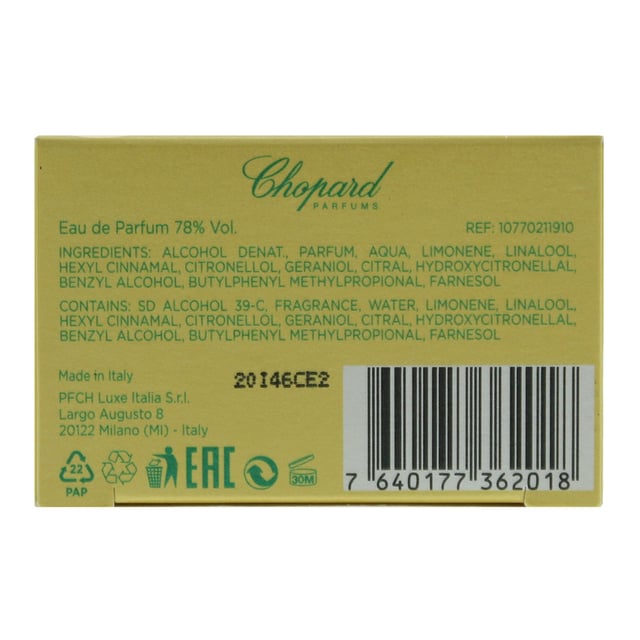 Chopard
PARFUMS
Eau de Parfum 78% Vol.
REF: 10770211910
INGREDIENTS: ALCOHOL DENAT., PARFUM, AQUA, LIMONENE, LINALOOL,
HEXYL CINNAMAL, CITRONELLOL, GERANIOL, CITRAL, HYDROXYCITRONELLAL,
BENZYL ALCOHOL, BUTYLPHENYL METHYLPROPIONAL, FARNESOL
CONTAINS: SD ALCOHOL 39-C, FRAGRANCE, WATER, LIMONENE, LINALOOL,
HEXYL CINNAMAL, CITRONELLOL, GERANIOL, CITRAL, HYDROXYCITRONELLAL,
BENZYL ALCOHOL, BUTYLPHENYL METHYLPROPIONAL, FARNESOL
Made in Italy
20I46CE2
PFCH Luxe Italia S.r.l.
Largo Augusto 8
20122 Milano (MI) - Italy
22
PAP
EAC
30M
7 640177 362018